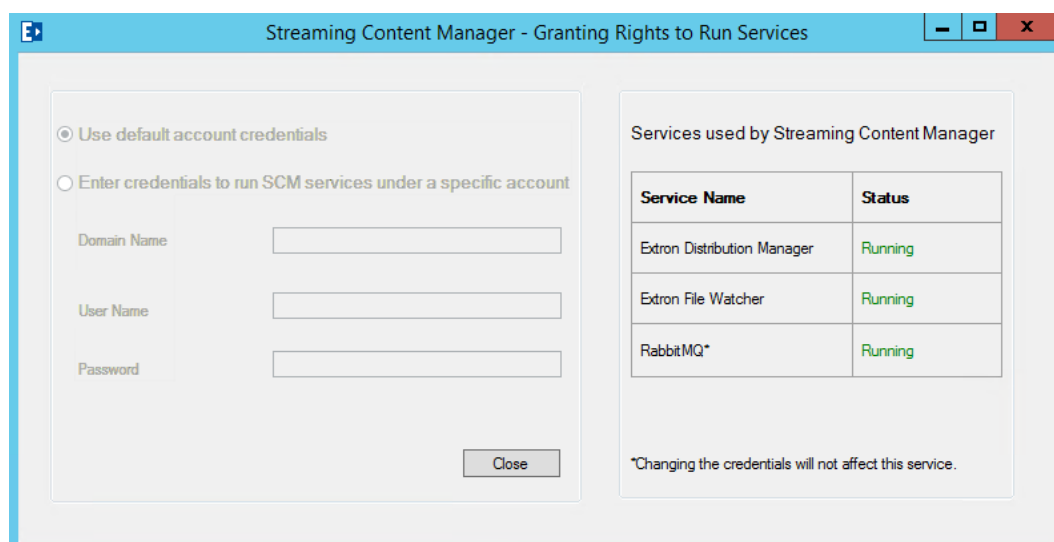 Streaming Content Manager - Granting Rights to Run Services
Use default account credentials
Enter credentials to run SCM services under a specific account
Domain Name
User Name
Password
Close
Services used by Streaming Content Manager
Service Name Status
Extron Distribution Manager Running
Extron File Watcher Running
RabbitMQ* Running
*Changing the credentials will not affect this service.